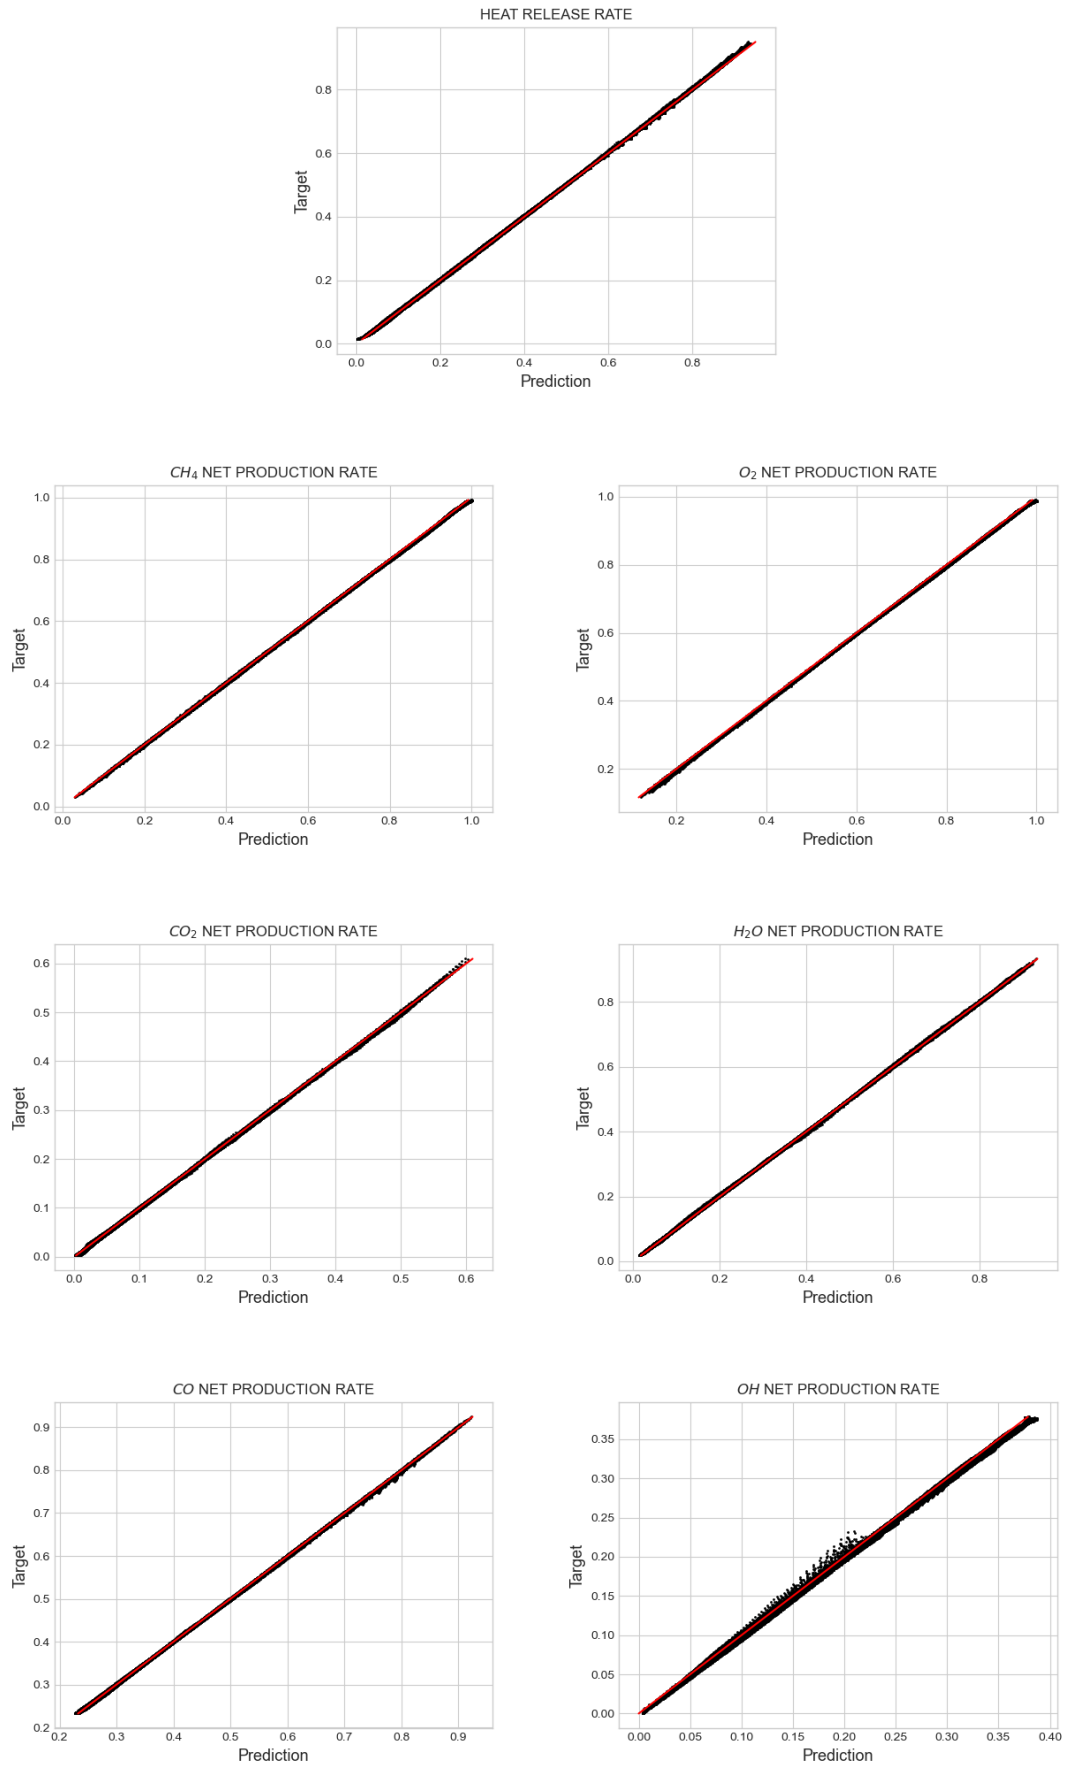 HEAT RELEASE RATE
0.8
0.6
0.4
0.2
0.0
Target
0.0 0.2 0.4 0.6 0.8
Prediction
CH4 NET PRODUCTION RATE
1.0
0.8
0.6
0.4
0.2
0.0
Target
0.0 0.2 0.4 0.6 0.8 1.0
Prediction
O2 NET PRODUCTION RATE
1.0
0.8
0.6
0.4
0.2
Target
0.2 0.4 0.6 0.8 1.0
Prediction
CO2 NET PRODUCTION RATE
0.6
0.5
0.4
0.3
0.2
0.1
0.0
Target
0.0 0.1 0.2 0.3 0.4 0.5 0.6
Prediction
H2O NET PRODUCTION RATE
0.8
0.6
0.4
0.2
0.0
Target
0.0 0.2 0.4 0.6 0.8
Prediction
CO NET PRODUCTION RATE
0.9
0.8
0.7
0.6
0.5
0.4
0.3
0.2
Target
0.2 0.3 0.4 0.5 0.6 0.7 0.8 0.9
Prediction
OH NET PRODUCTION RATE
0.35
0.30
0.25
0.20
0.15
0.10
0.05
0.00
Target
0.00 0.05 0.10 0.15 0.20 0.25 0.30 0.35 0.40
Prediction